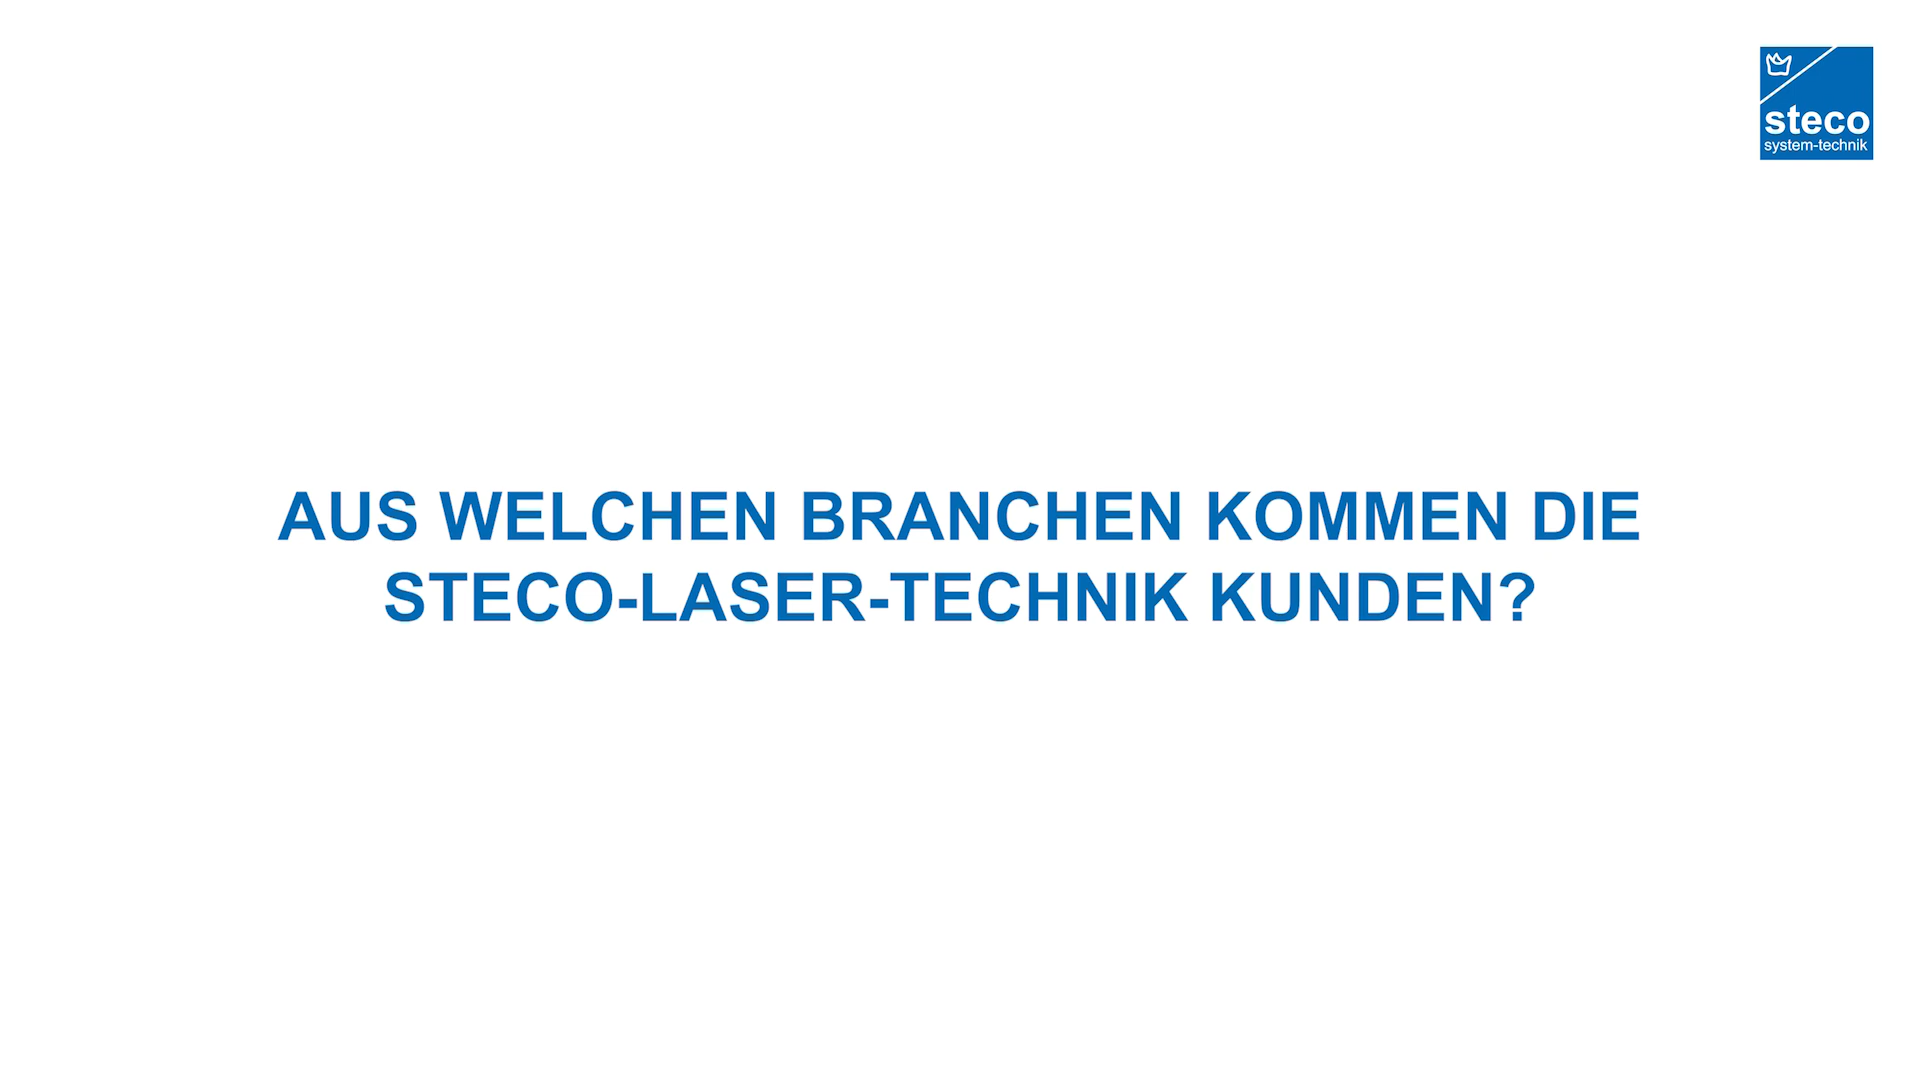 steco
system-technik
AUS WELCHEN BRANCHEN KOMMEN DIE
STECO-LASER-TECHNIK KUNDEN?